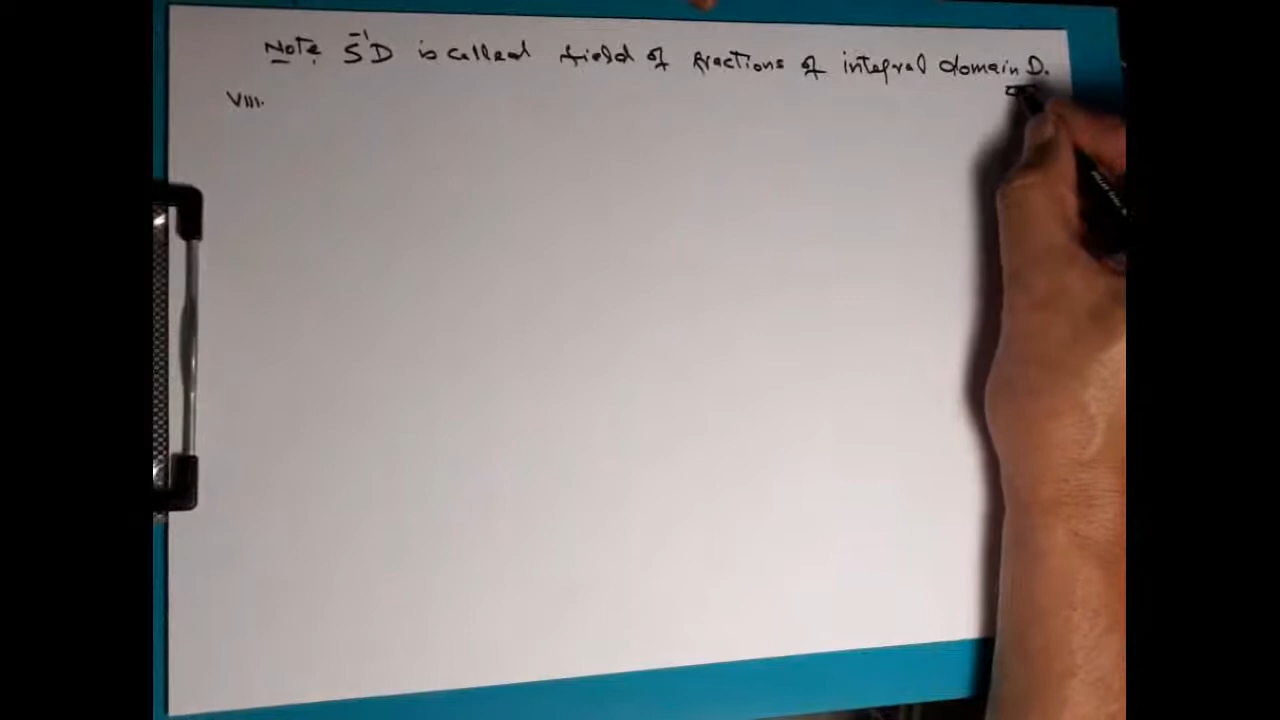 Note: S⁻¹D is called field of fractions of integral domain D.
VIII.